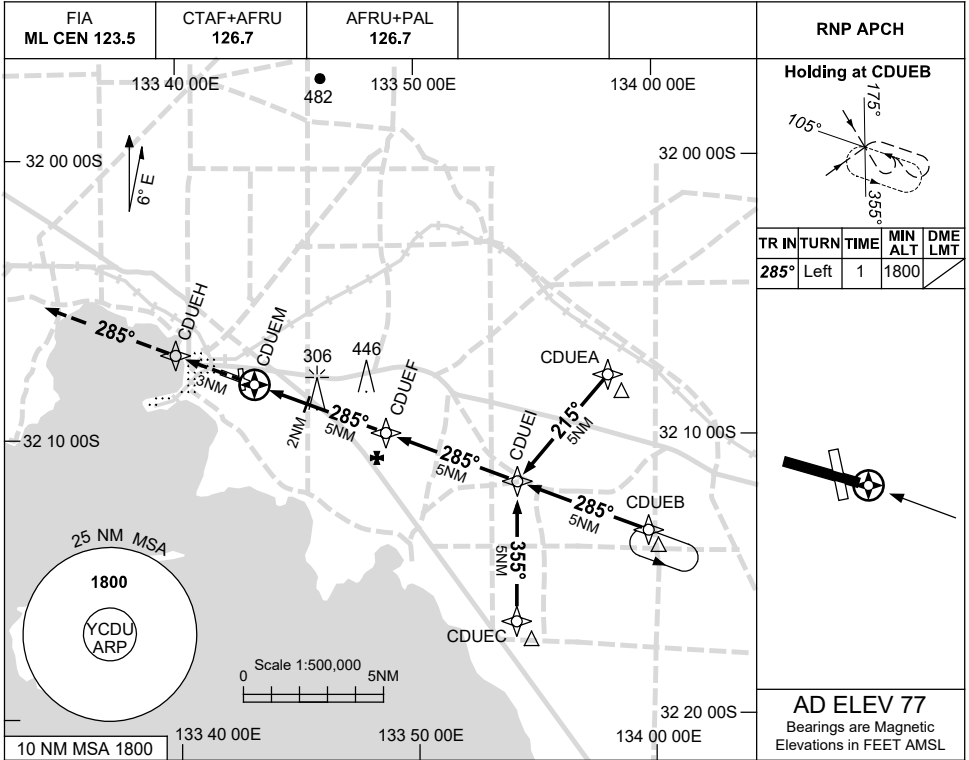 FIA
ML CEN 123.5
CTAF+AFRU
126.7
AFRU+PAL
126.7
RNP APCH
133 40 00E
133 50 00E
134 00 00E
482
32 00 00S
32 00 00S
6° E
Holding at CDUEB
175°
105°
355°
TR IN TURN TIME MIN ALT DME LMT
285° Left 1 1800
285°
CDUEH
CDUEM
3NM
306
446
CDUEF
2NM
285°
5NM
CDUEA
215°
5NM
CDUEI
285°
5NM
32 10 00S
32 10 00S
CDUEB
285°
5NM
355°
5NM
CDUEC
25 NM MSA
1800
YCDU
ARP
Scale 1:500,000
0 5NM
32 20 00S
10 NM MSA 1800
133 40 00E
133 50 00E
134 00 00E
AD ELEV 77
Bearings are Magnetic
Elevations in FEET AMSL